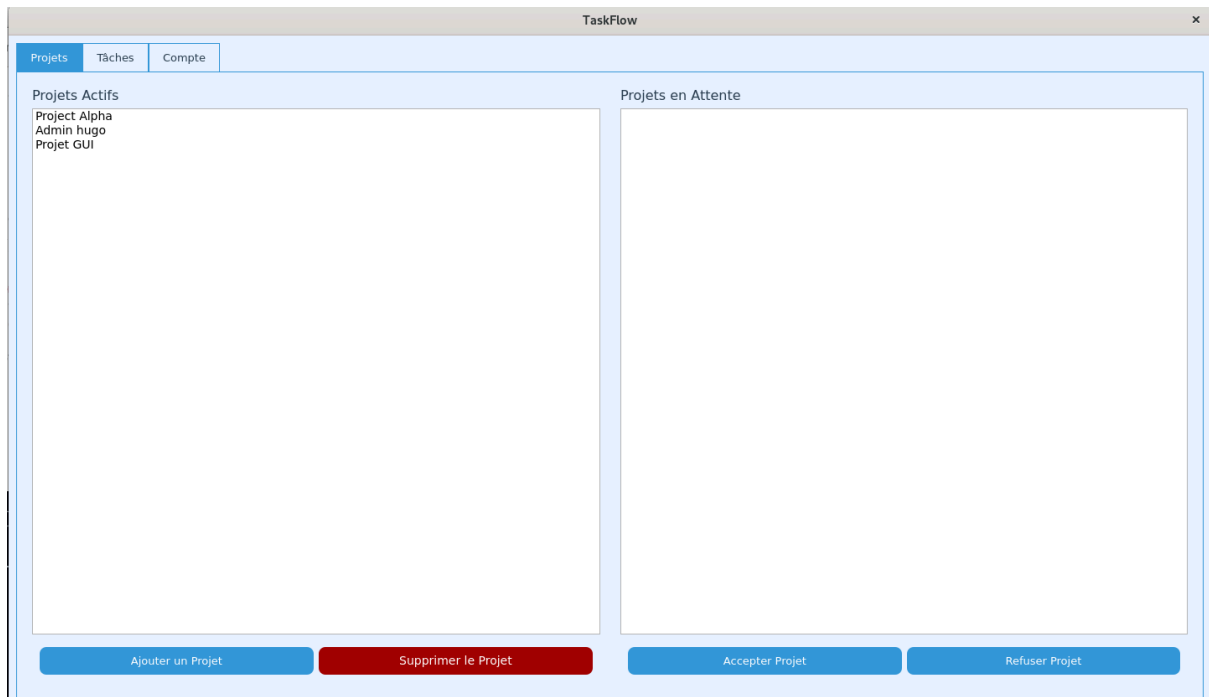 TaskFlow ×
Projets Tâches Compte
Projets Actifs
Project Alpha
Admin hugo
Projet GUI
Projets en Attente
Ajouter un Projet Supprimer le Projet Accepter Projet Refuser Projet